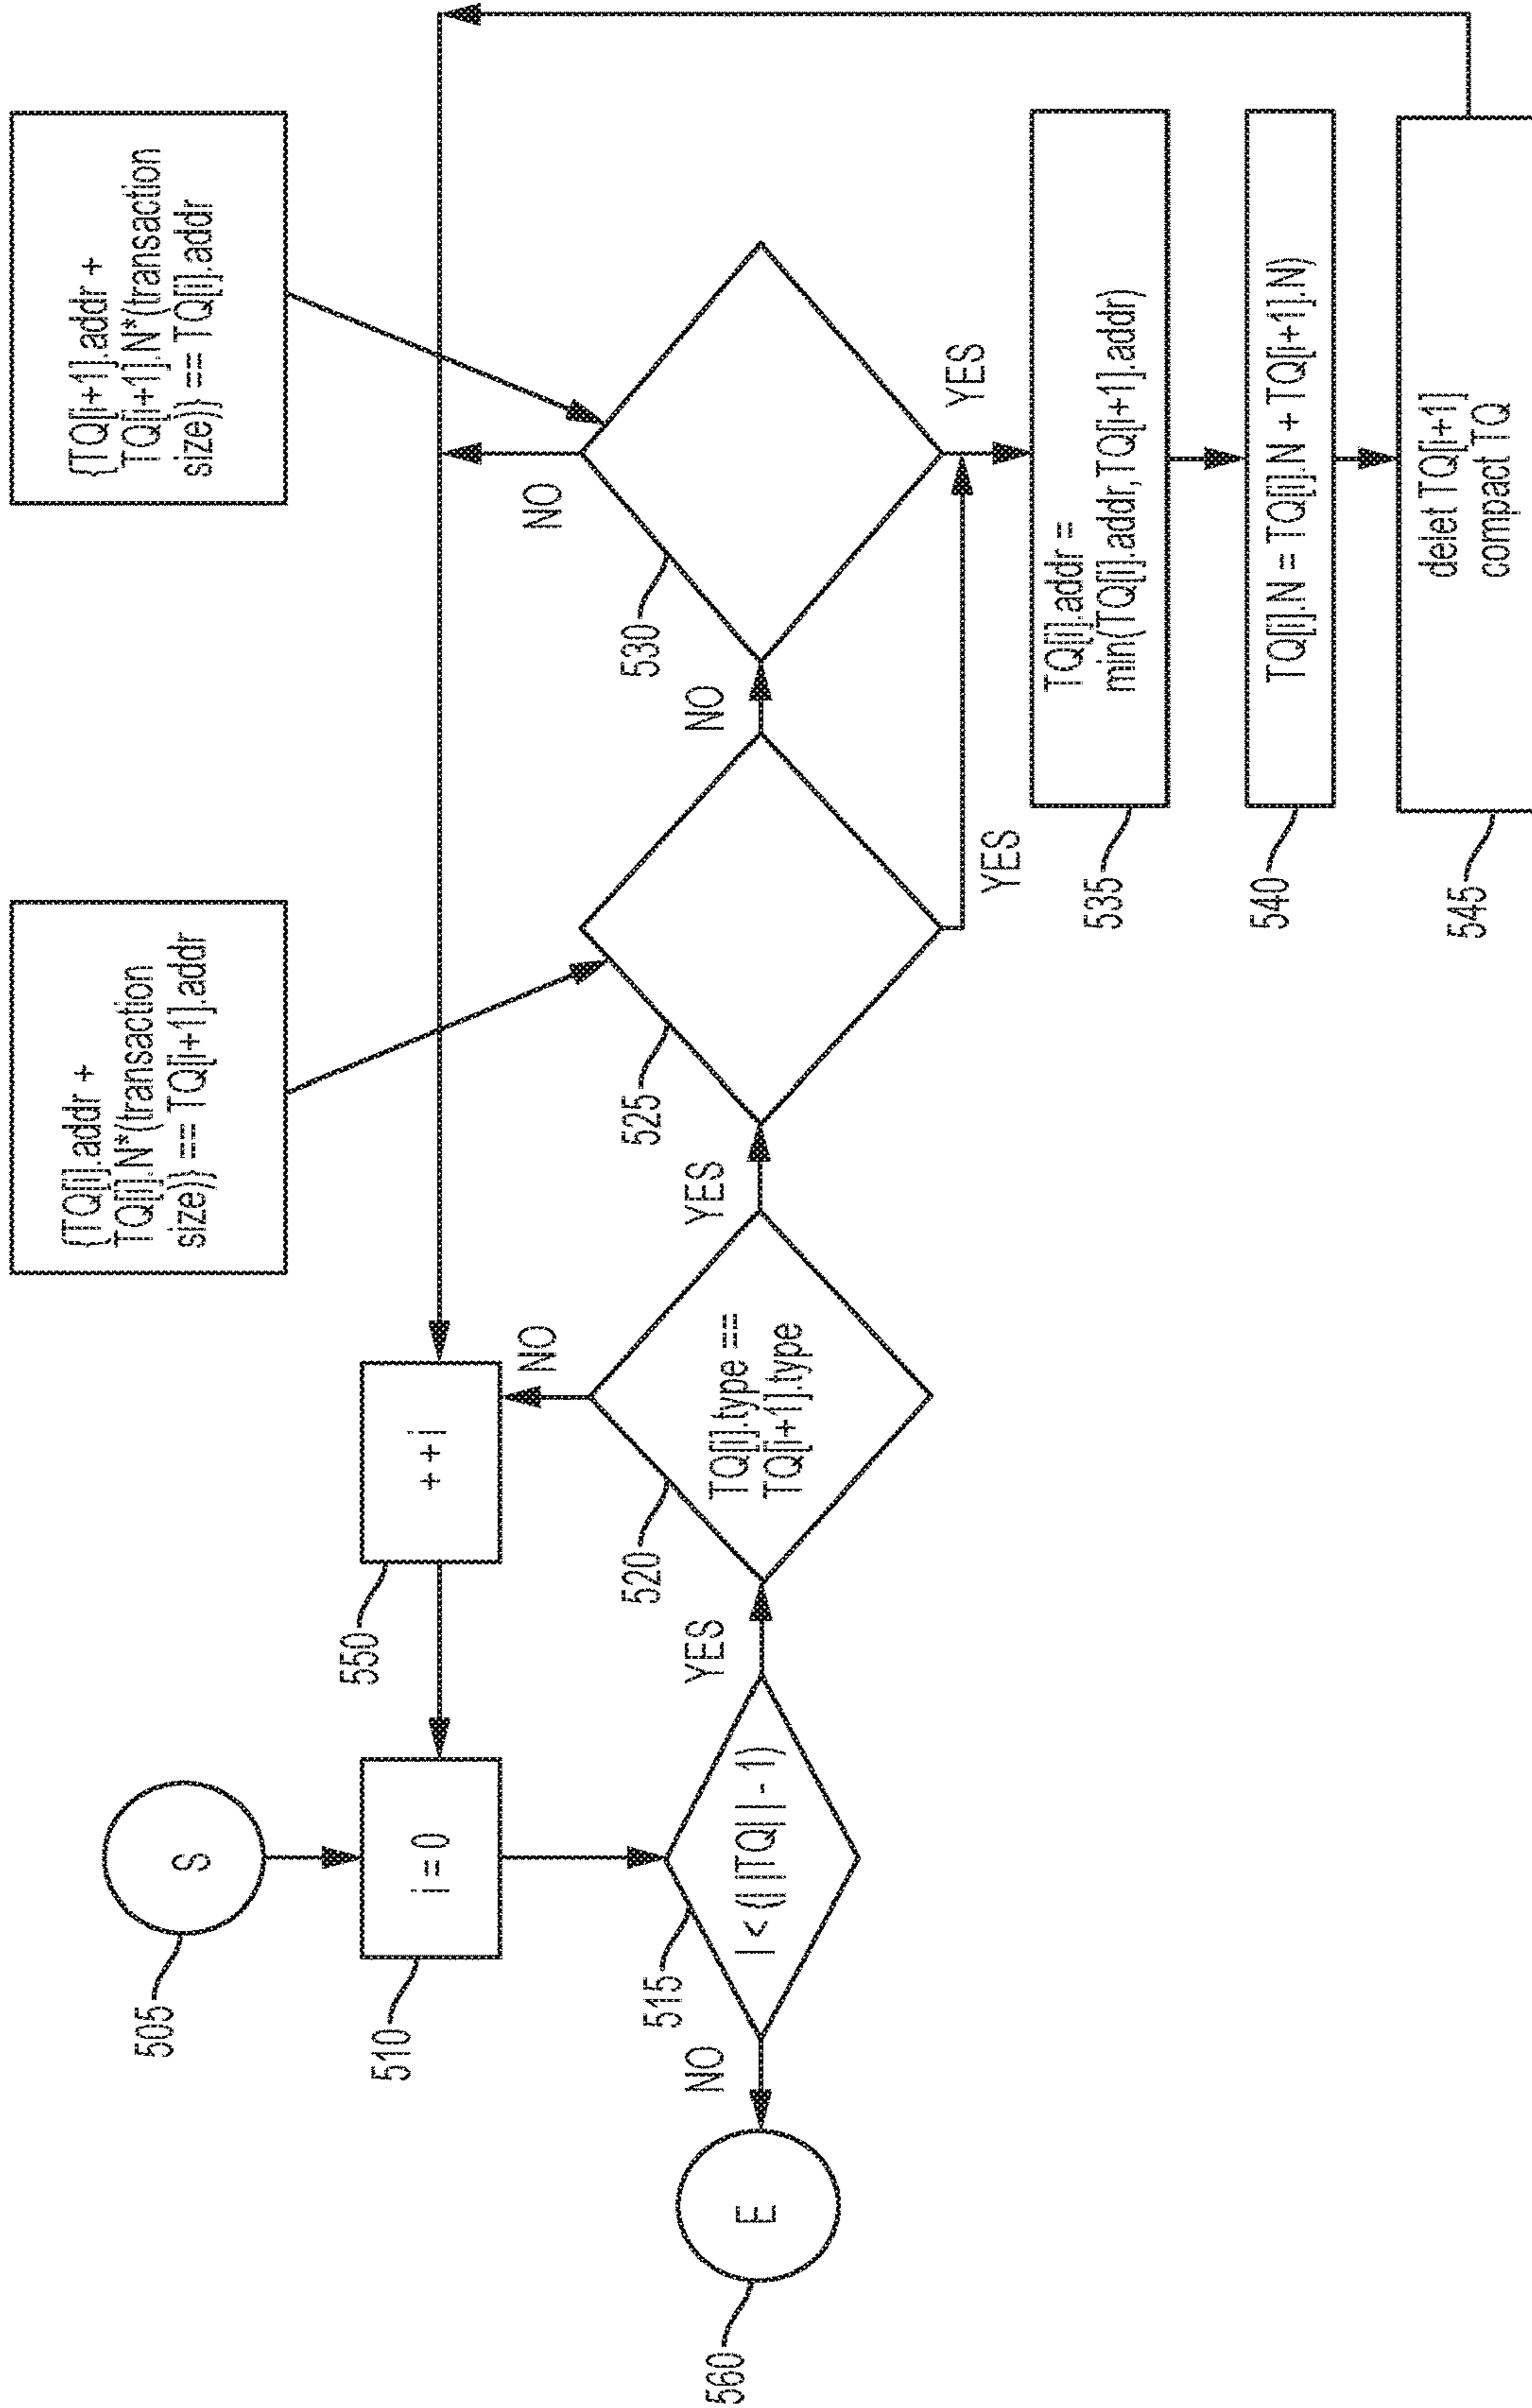 S
505
i = 0
510
+ + i
550
I < (| |TQ| | - 1)
515
NO
YES
E
560
TQ[i].type ==
TQ[i+1].type
520
NO
YES
{TQ[i].addr +
TQ[i].N*(transaction
size)} == TQ[i+1].addr
525
NO
YES
{TQ[i+1].addr +
TQ[i+1].N*(transaction
size)} == TQ[i].addr
530
NO
YES
TQ[i].addr =
min(TQ[i].addr,TQ[i+1].addr)
535
TQ[i].N = TQ[i].N + TQ[i+1].N)
540
delet TQ[i+1]
compact TQ
545